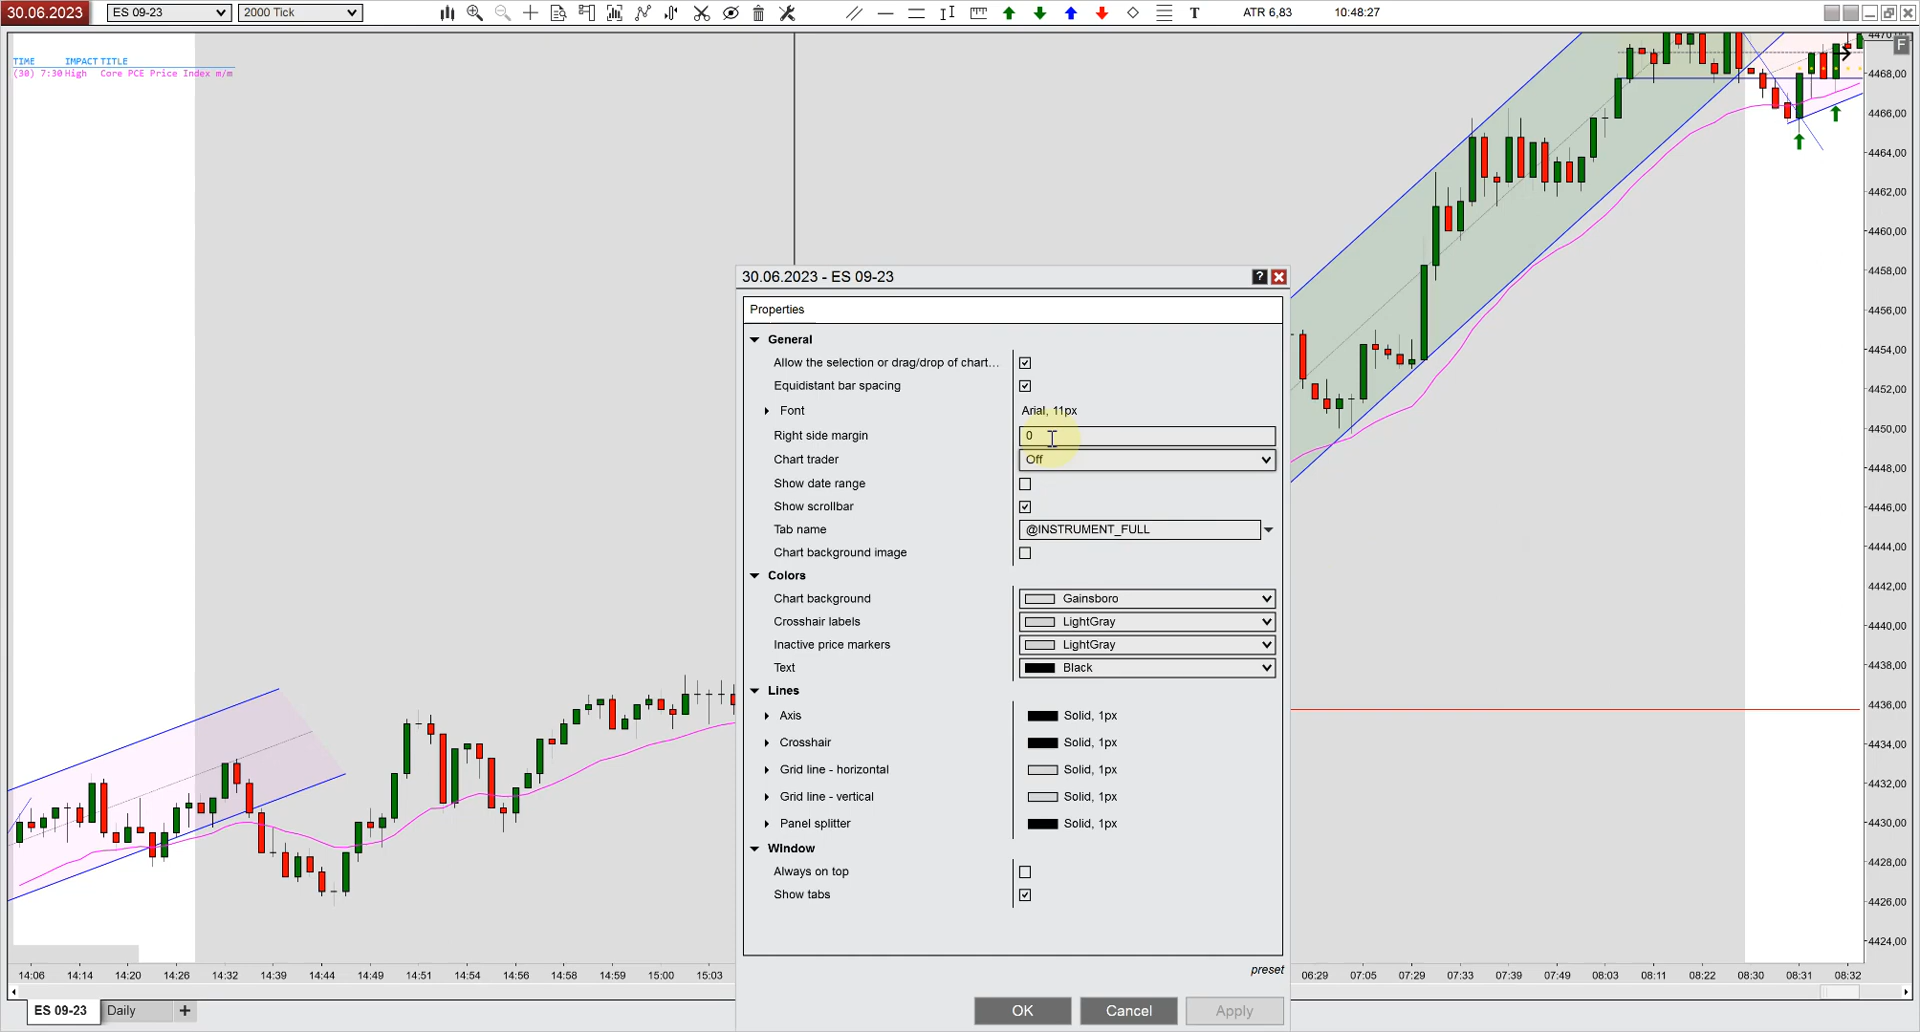 30.06.2023 ES 09-23 2000 Tick T ATR 6,83 10:48:27
F
TIME IMPACT TITLE
(30) 7:30 High Core PCE Price Index m/m
4468,00
4466,00
4464,00
4462,00
4460,00
4458,00
4456,00
4454,00
4452,00
4450,00
4448,00
4446,00
4444,00
4442,00
4440,00
4438,00
4436,00
4434,00
4432,00
4430,00
4428,00
4426,00
4424,00
30.06.2023 - ES 09-23 ?
Properties
General
Allow the selection or drag/drop of chart...
Equidistant bar spacing
Font Arial, 11px
Right side margin 0
Chart trader Off
Show date range
Show scrollbar
Tab name @INSTRUMENT_FULL
Chart background image
Colors
Chart background Gainsboro
Crosshair labels LightGray
Inactive price markers LightGray
Text Black
Lines
Axis Solid, 1px
Crosshair Solid, 1px
Grid line - horizontal Solid, 1px
Grid line - vertical Solid, 1px
Panel splitter Solid, 1px
Window
Always on top
Show tabs
preset
OK Cancel Apply
14:06 14:14 14:20 14:26 14:32 14:39 14:44 14:49 14:51 14:54 14:56 14:58 14:59 15:00 15:03 06:29 07:05 07:29 07:33 07:39 07:49 08:03 08:11 08:22 08:30 08:31 08:32
ES 09-23 Daily +